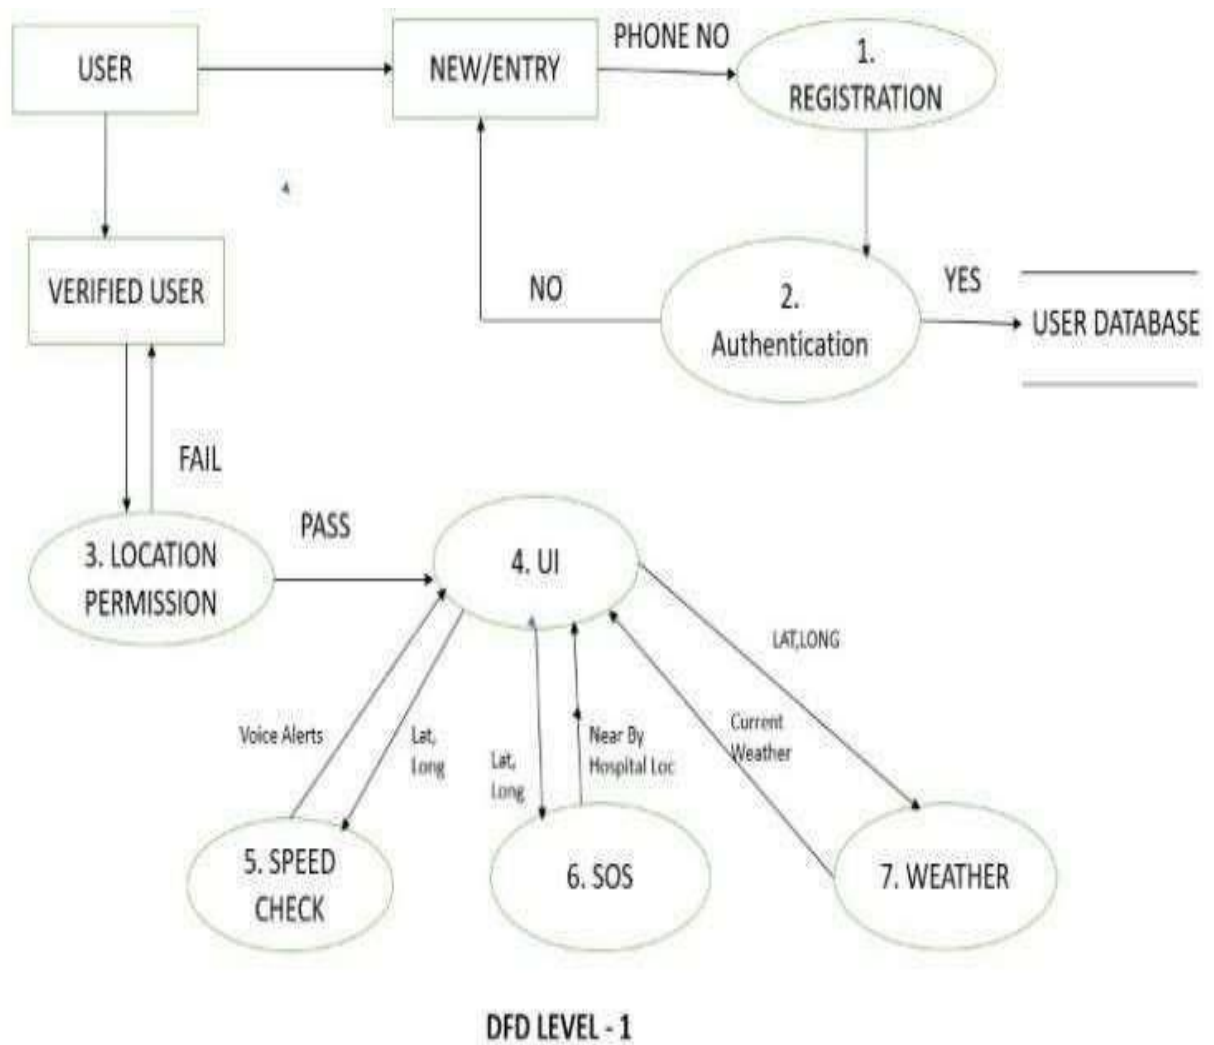 USER
NEW/ENTRY
PHONE NO
1.
REGISTRATION
VERIFIED USER
NO
2.
Authentication
YES
USER DATABASE
FAIL
3. LOCATION
PERMISSION
PASS
4. UI
LAT,LONG
Voice Alerts
Lat,
Long
Lat,
Long
Near By
Hospital Loc
Current
Weather
5. SPEED
CHECK
6. SOS
7. WEATHER
DFD LEVEL - 1